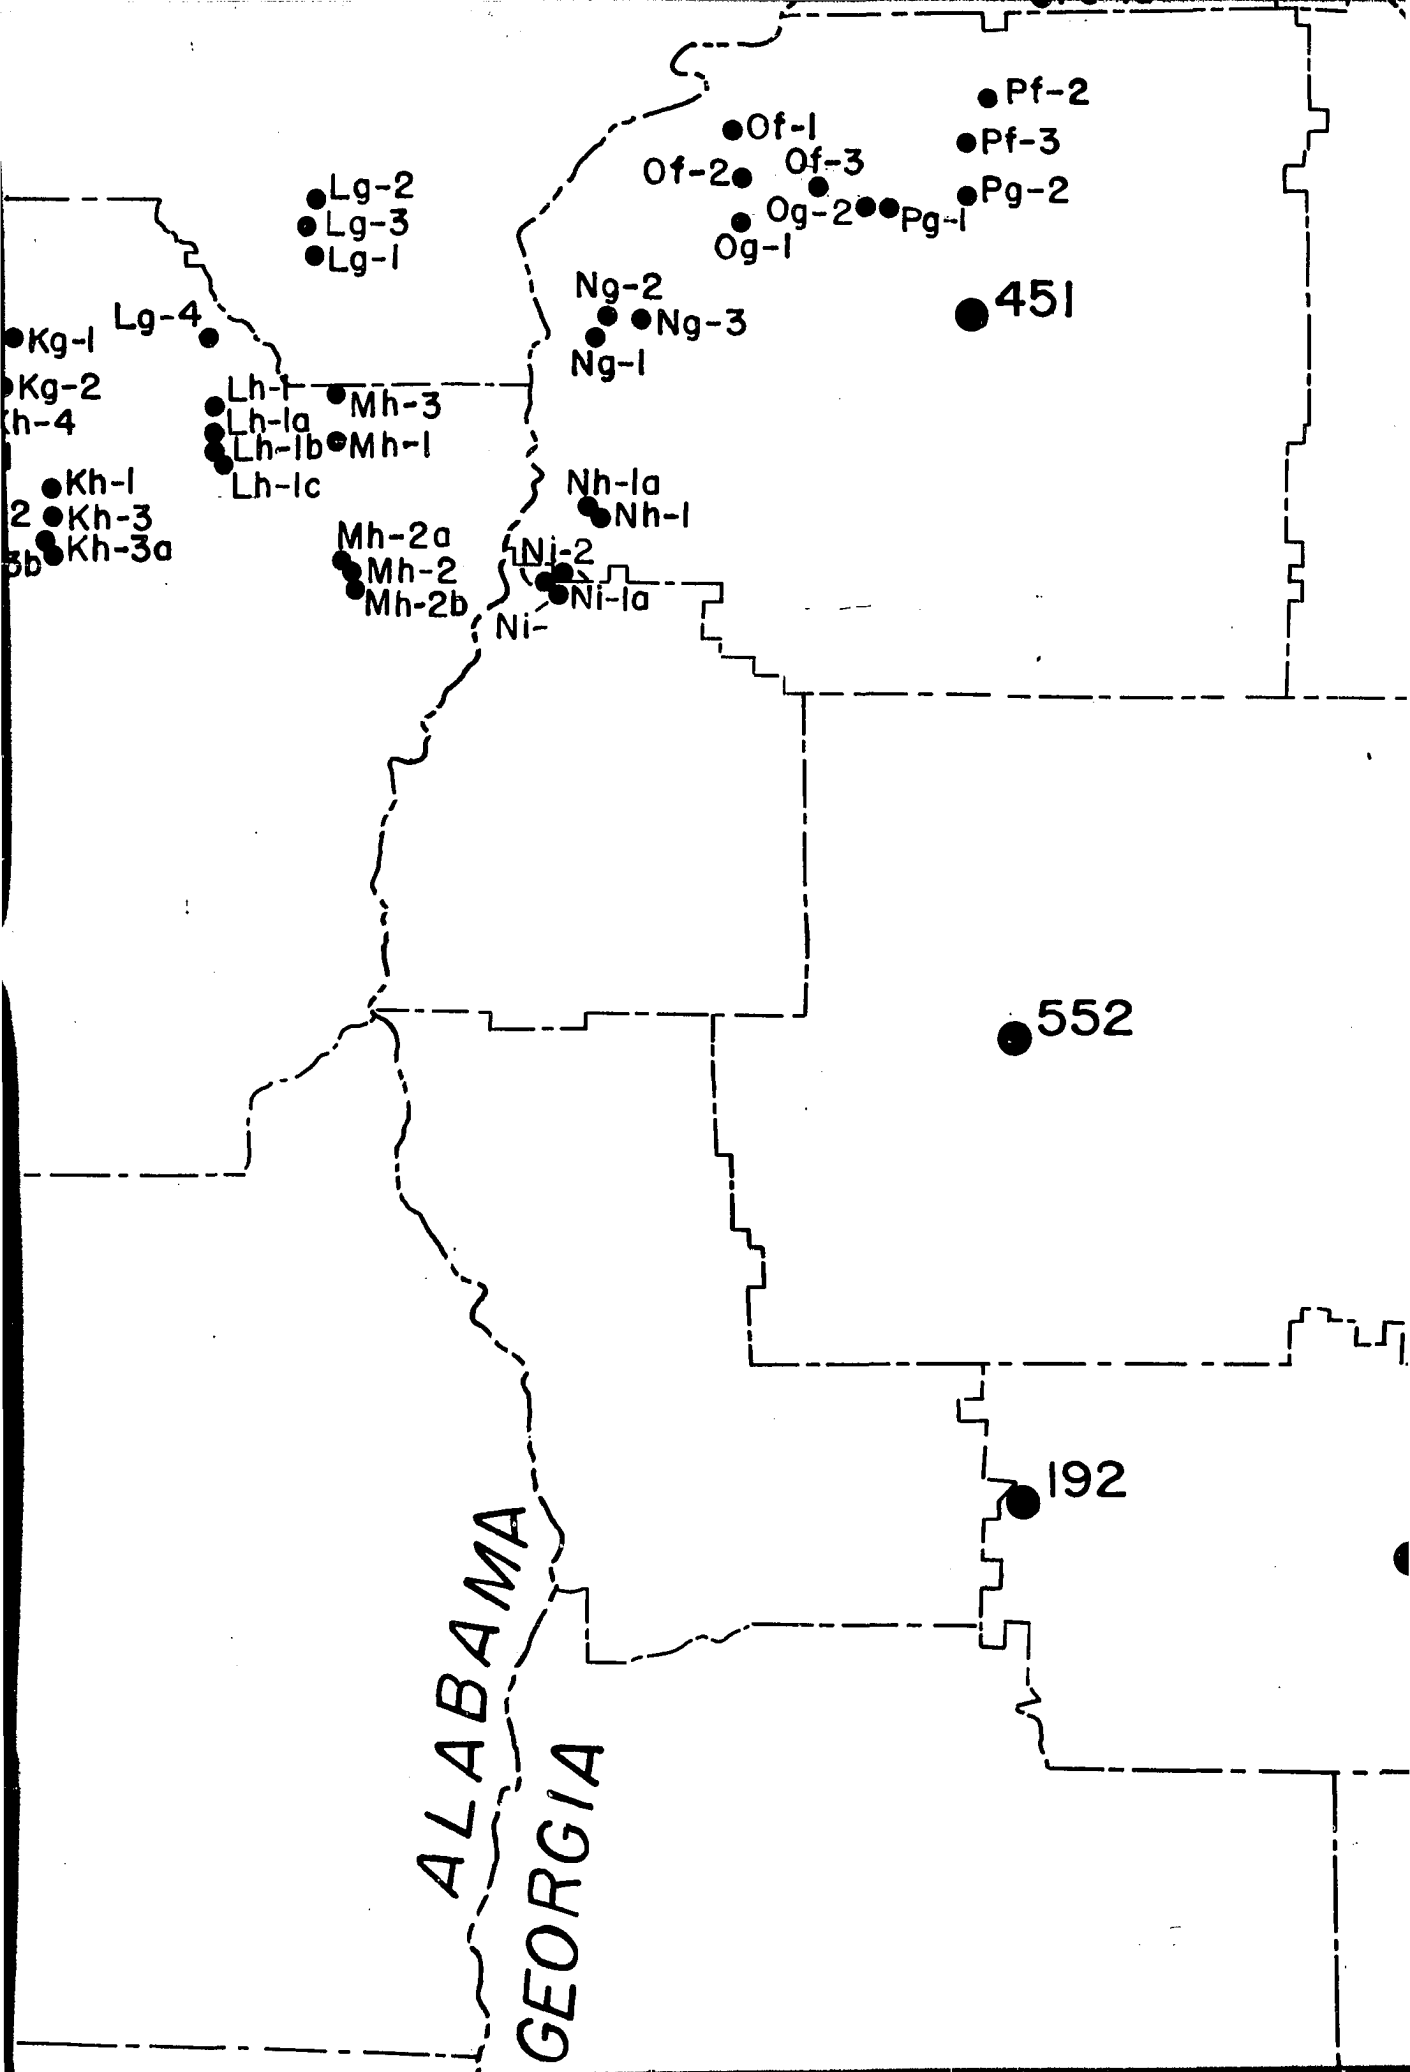 Pf-2
Of-1
Pf-3
Of-2
Of-3
Pg-2
Lg-2
Og-2
Pg-1
Lg-3
Og-1
Lg-1
Ng-2
451
Lg-4
Ng-3
Kg-1
Ng-1
Kg-2
Lh-1
Mh-3
h-4
Lh-1a
Lh-1b
Mh-1
Lh-1c
Kh-1
Nh-1a
2
Kh-3
Nh-1
3b
Kh-3a
Mh-2a
Ni-2
Mh-2
Mh-2b
Ni-1a
Ni-
552
192
ALABAMA
GEORGIA